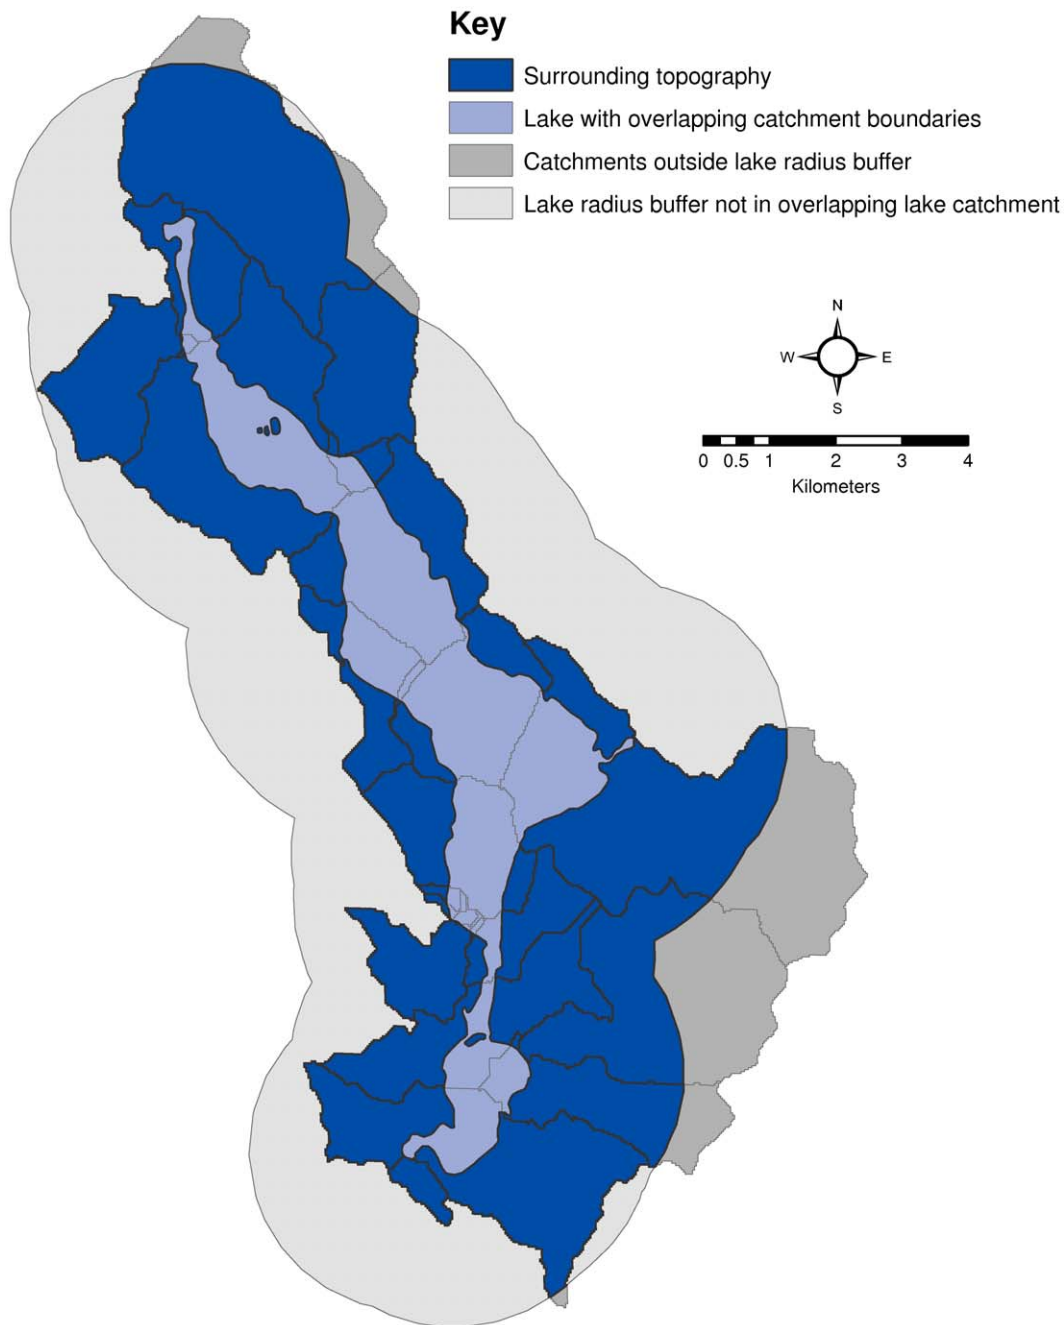 Key
Surrounding topography
Lake with overlapping catchment boundaries
Catchments outside lake radius buffer
Lake radius buffer not in overlapping lake catchment
N
W E
S
0 0.5 1 2 3 4
Kilometers